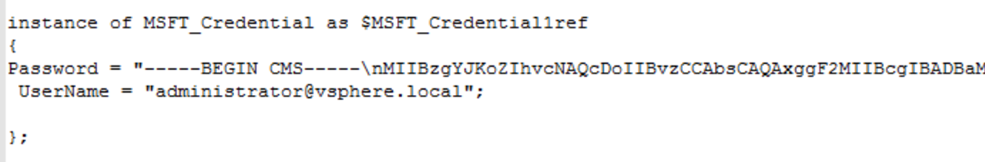 instance of MSFT_Credential as $MSFT_Credential1ref
{
Password = "-----BEGIN CMS-----\nMIIBzgYJKoZIhvcNAQcDoIIBvzCCAbsCAQAxggF2MIIBcgIBADBaM
UserName = "administrator@vsphere.local";
};